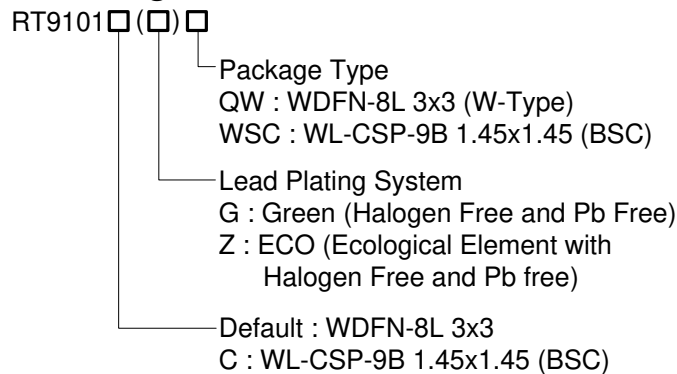 RT9101□(□)□
Package Type
QW : WDFN-8L 3x3 (W-Type)
WSC : WL-CSP-9B 1.45x1.45 (BSC)
Lead Plating System
G : Green (Halogen Free and Pb Free)
Z : ECO (Ecological Element with
Halogen Free and Pb free)
Default : WDFN-8L 3x3
C : WL-CSP-9B 1.45x1.45 (BSC)